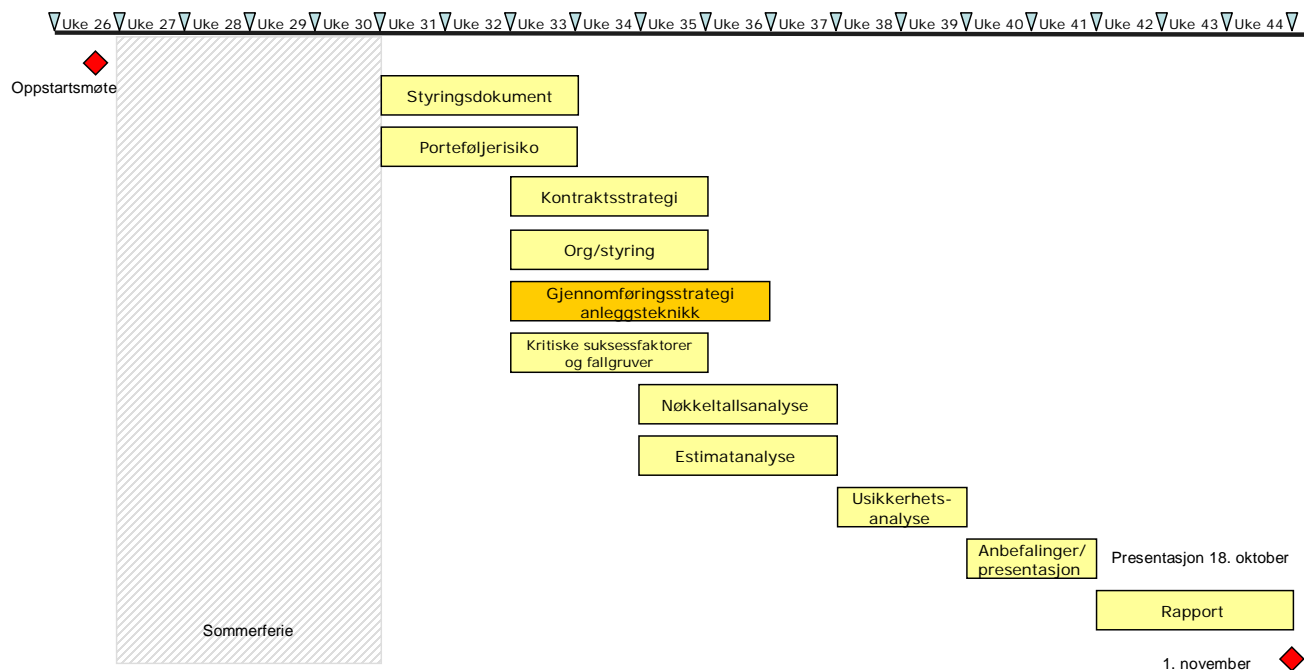 Uke 26 Uke 27 Uke 28 Uke 29 Uke 30 Uke 31 Uke 32 Uke 33 Uke 34 Uke 35 Uke 36 Uke 37 Uke 38 Uke 39 Uke 40 Uke 41 Uke 42 Uke 43 Uke 44
Oppstartsmøte
Styringsdokument
Porteføljerisiko
Kontraktsstrategi
Org/styring
Gjennomføringsstrategi
anleggsteknikk
Kritiske suksessfaktorer
og fallgruver
Nøkkeltallsanalyse
Estimatanalyse
Usikkerhets-
analyse
Anbefalinger/
presentasjon
Presentasjon 18. oktober
Rapport
Sommerferie
1. november